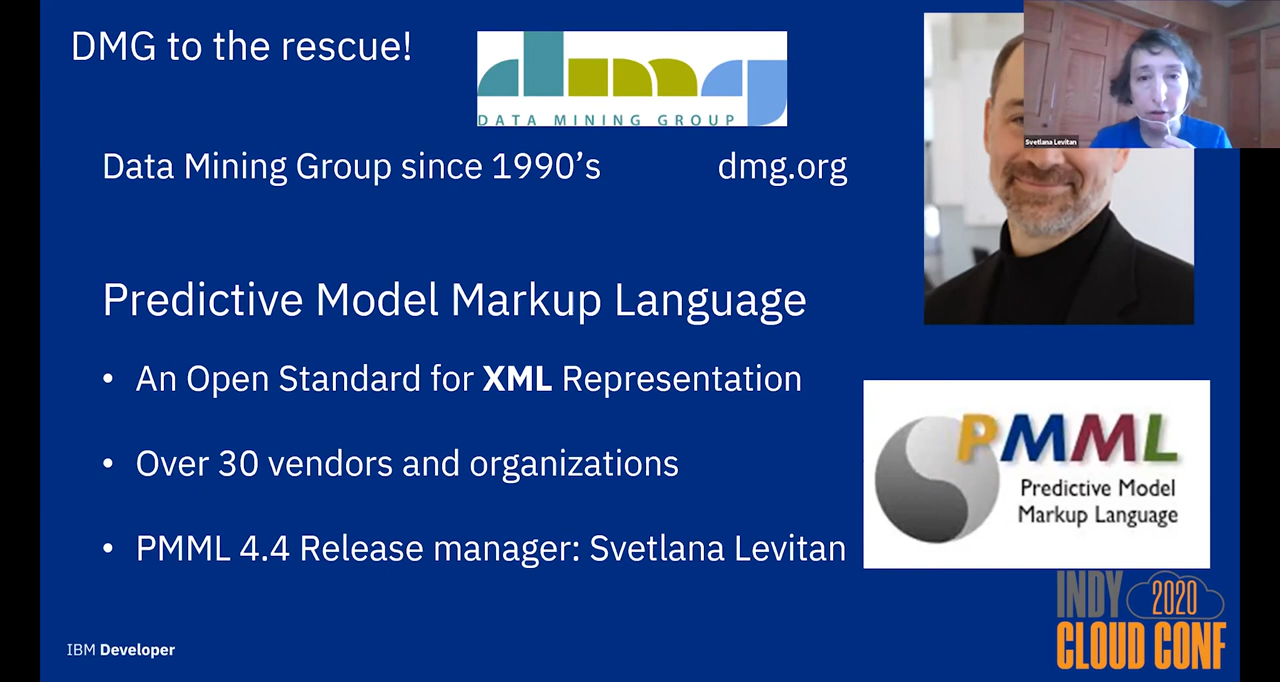 DMG to the rescue!
dmg
DATA MINING GROUP
Svetlana Levitan
Data Mining Group since 1990’s
dmg.org
Predictive Model Markup Language
• An Open Standard for XML Representation
• Over 30 vendors and organizations
• PMML 4.4 Release manager: Svetlana Levitan
PMML
Predictive Model
Markup Language
INDY 2020
CLOUD CONF
IBM Developer